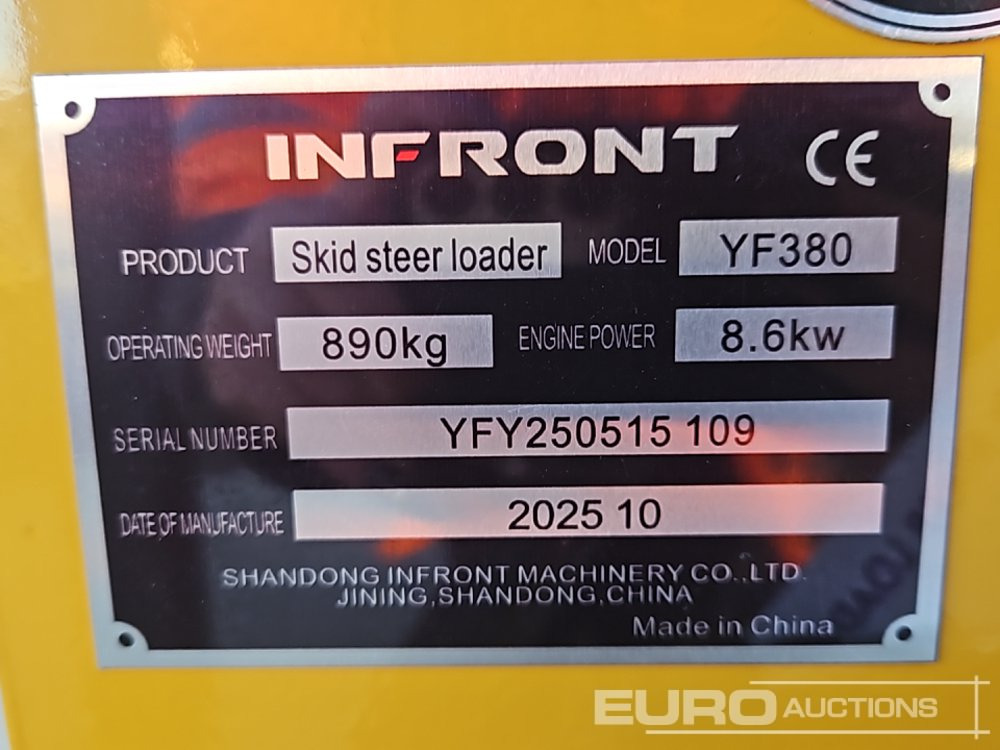 INFRONT CE
PRODUCT Skid steer loader MODEL YF380
OPERATING WEIGHT 890kg ENGINE POWER 8.6kw
SERIAL NUMBER YFY250515 109
DATE OF MANUFACTURE 2025 10
SHANDONG INFRONT MACHINERY CO.,LTD.
JINING,SHANDONG,CHINA
Made in China
EURO AUCTIONS